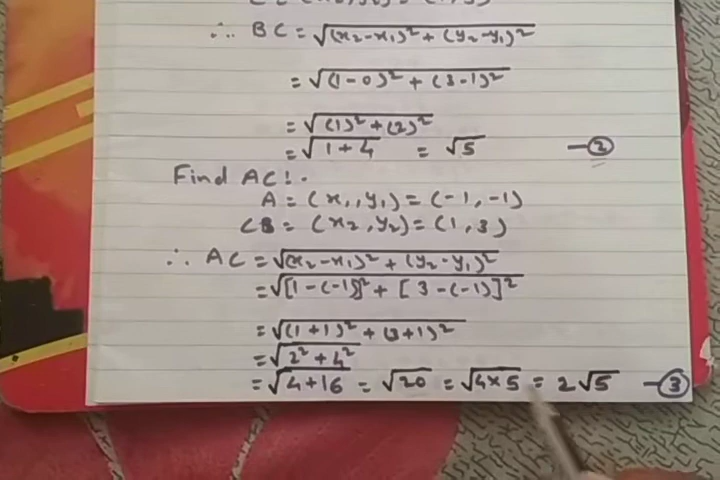 ∴ BC = √(x₂-x₁)² + (y₂-y₁)²
= √(1-0)² + (3-1)²
= √(1)² + (2)²
= √1+4 = √5 —②
Find AC:-
A = (x₁, y₁) = (-1, -1)
C = (x₂, y₂) = (1, 3)
∴ AC = √(x₂-x₁)² + (y₂-y₁)²
= √[1-(-1)]² + [3-(-1)]²
= √(1+1)² + (3+1)²
= √2² + 4²
= √4+16 = √20 = √4×5 = 2√5 —③